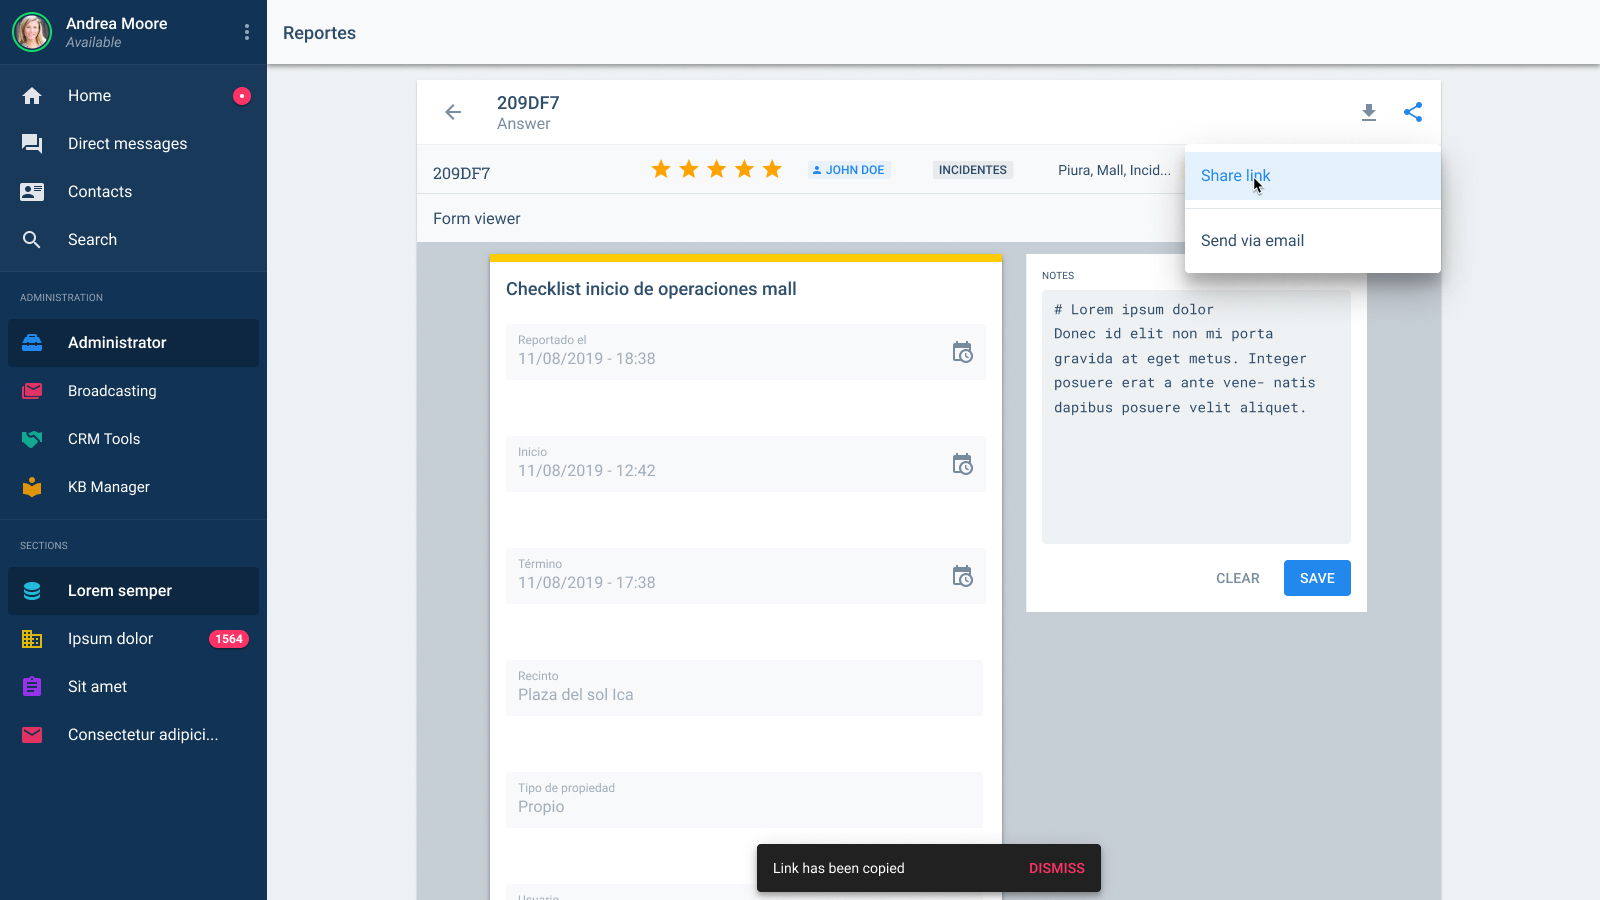 Andrea Moore
Available
Home
Direct messages
Contacts
Search
ADMINISTRATION
Administrator
Broadcasting
CRM Tools
KB Manager
SECTIONS
Lorem semper
Ipsum dolor
1564
Sit amet
Consectetur adipici...
Reportes
209DF7
Answer
209DF7
JOHN DOE
INCIDENTES
Piura, Mall, Incid...
Share link
Send via email
Form viewer
Checklist inicio de operaciones mall
Reportado el
11/08/2019 - 18:38
Inicio
11/08/2019 - 12:42
Término
11/08/2019 - 17:38
Recinto
Plaza del sol Ica
Tipo de propiedad
Propio
Usuario
NOTES
# Lorem ipsum dolor
Donec id elit non mi porta
gravida at eget metus. Integer
posuere erat a ante vene- natis
dapibus posuere velit aliquet.
CLEAR
SAVE
Link has been copied
DISMISS